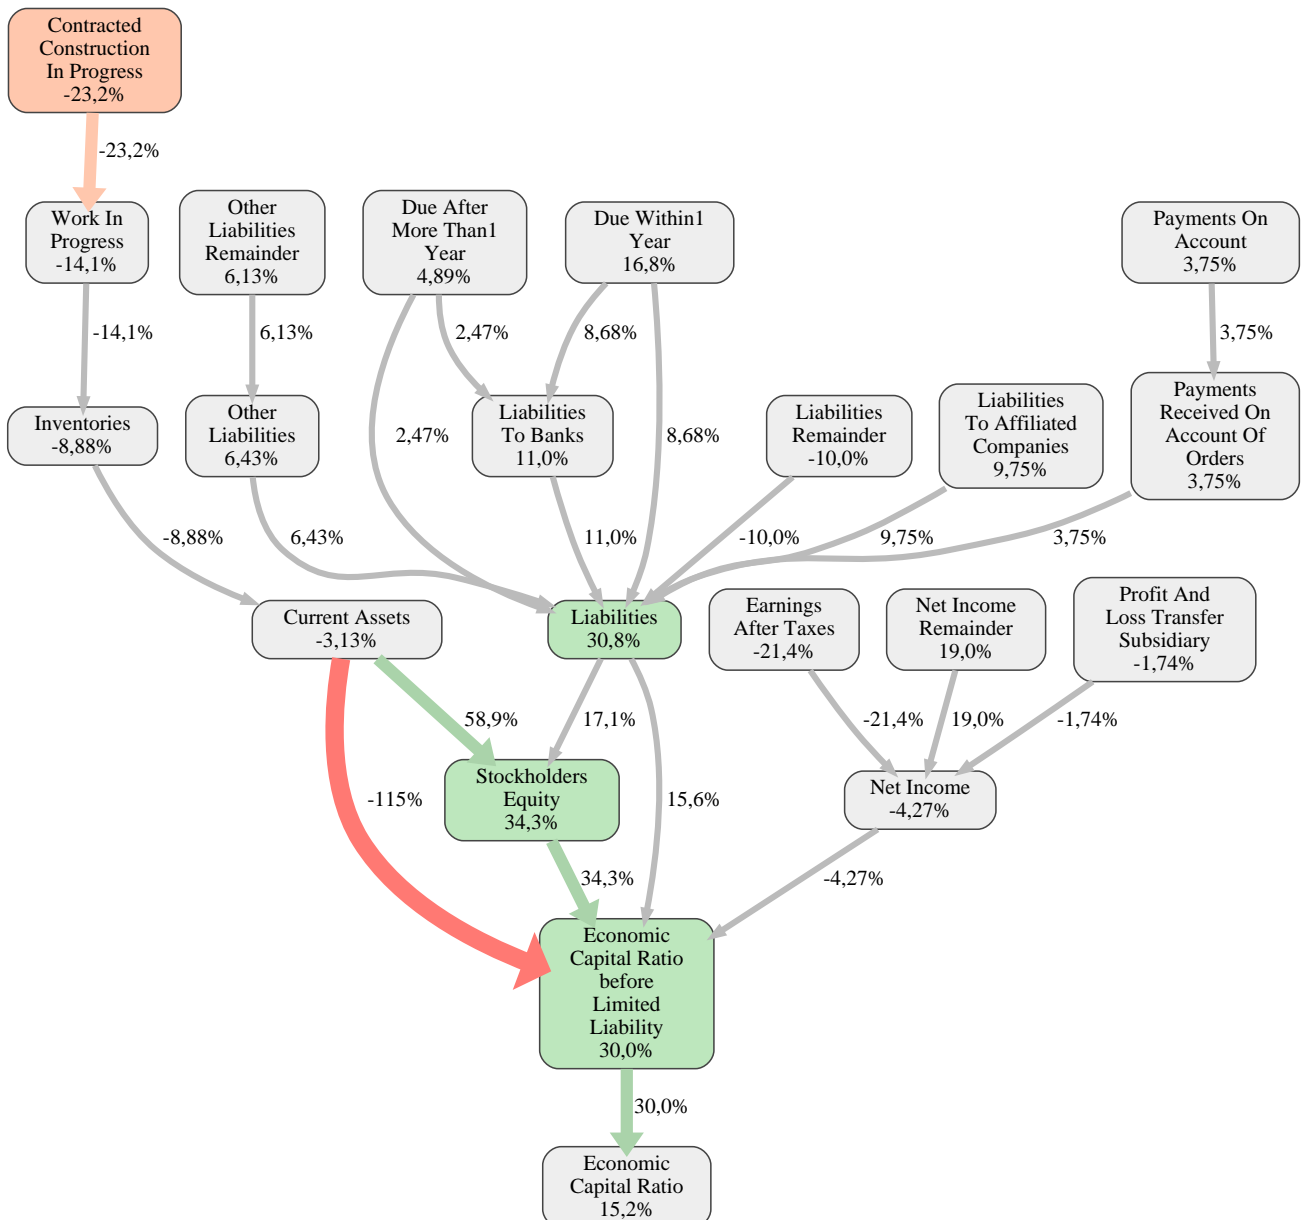 Contracted
Construction
In Progress
-23,2%
-23,2%
Work In
Progress
-14,1%
Other
Liabilities
Remainder
6,13%
Due After
More Than1
Year
4,89%
Due Within1
Year
16,8%
Payments On
Account
3,75%
-14,1%
6,13%
2,47%
8,68%
3,75%
Inventories
-8,88%
Other
Liabilities
6,43%
2,47%
Liabilities
To Banks
11,0%
8,68%
Liabilities
Remainder
-10,0%
Liabilities
To Affiliated
Companies
9,75%
Payments
Received On
Account Of
Orders
3,75%
-8,88%
6,43%
11,0%
-10,0%
9,75%
3,75%
Current Assets
-3,13%
Liabilities
30,8%
Earnings
After Taxes
-21,4%
Net Income
Remainder
19,0%
Profit And
Loss Transfer
Subsidiary
-1,74%
58,9%
17,1%
-21,4%
19,0%
-1,74%
-115%
Stockholders
Equity
34,3%
15,6%
Net Income
-4,27%
34,3%
-4,27%
Economic
Capital Ratio
before
Limited
Liability
30,0%
30,0%
Economic
Capital Ratio
15,2%